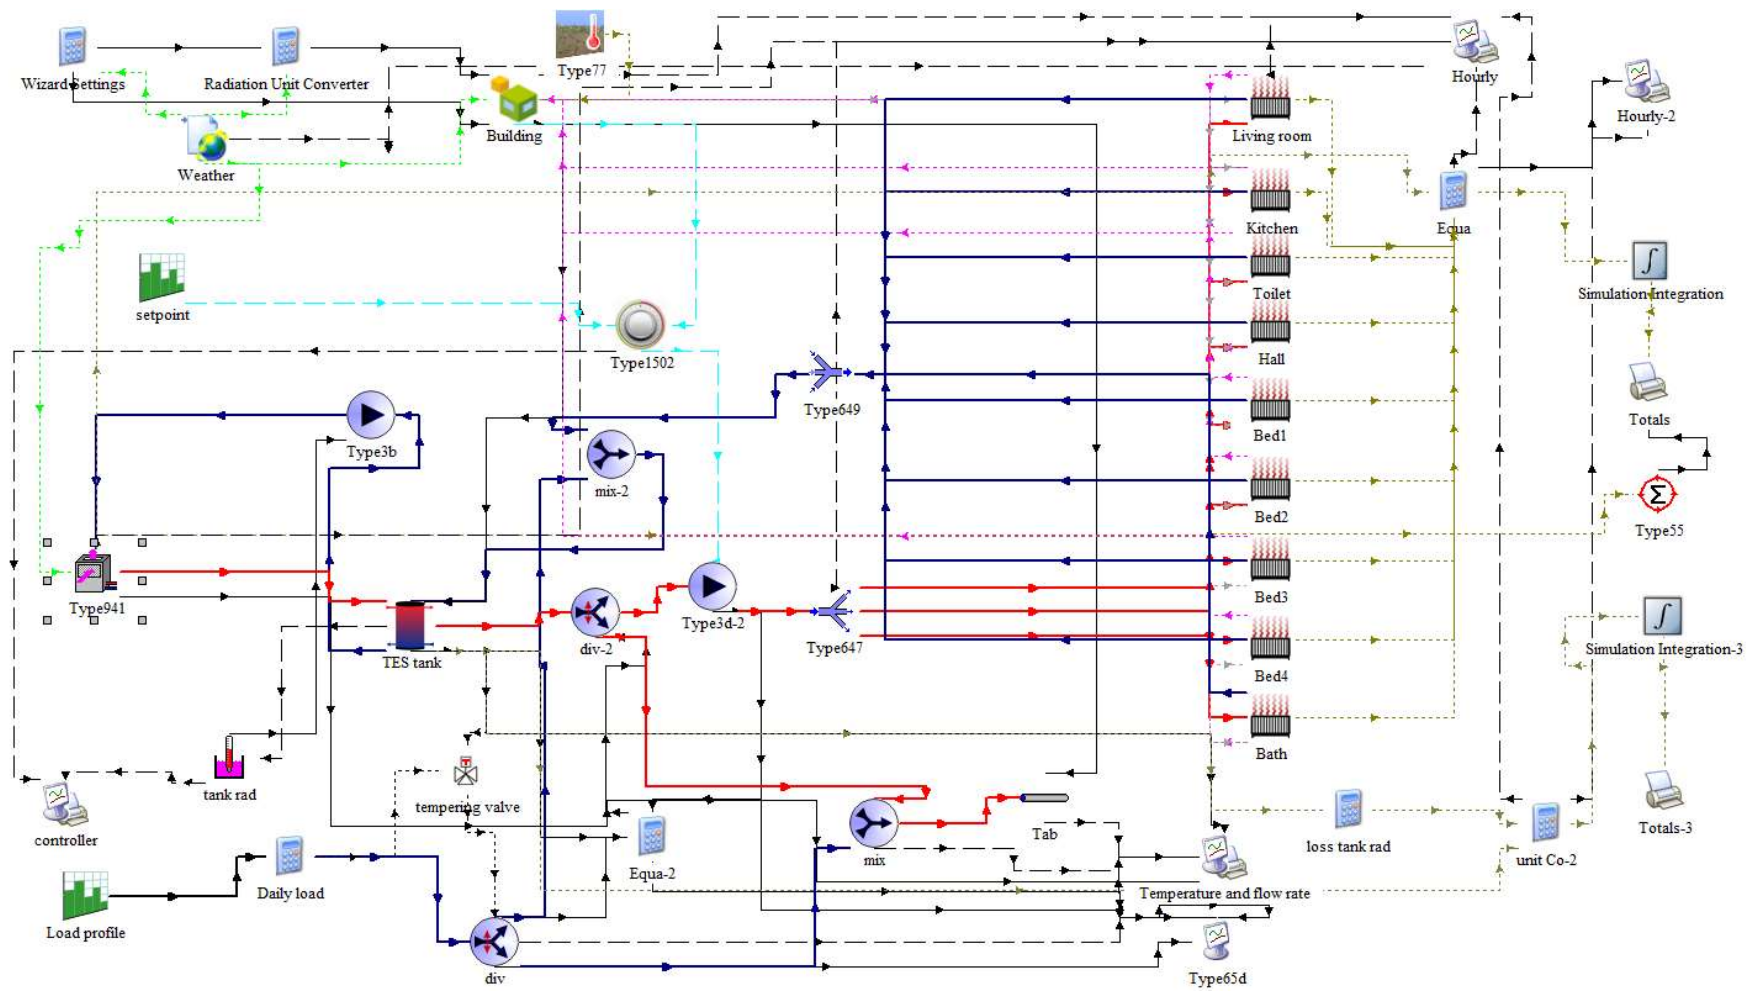 Wizard Settings
Radiation Unit Converter
Type77
Hourly
Hourly-2
Weather
Building
Living room
Kitchen
Equa
setpoint
Type1502
Toilet
Simulation Integration
Hall
Type649
Totals
Type3b
mix-2
Bed1
Bed2
Type55
Type941
TES tank
div-2
Type3d-2
Type647
Bed3
Simulation Integration-3
Bed4
Bath
tank rad
tempering valve
controller
Tab
mix
loss tank rad
unit Co-2
Totals-3
Daily load
Equa-2
Temperature and flow rate
Load profile
div
Type65d